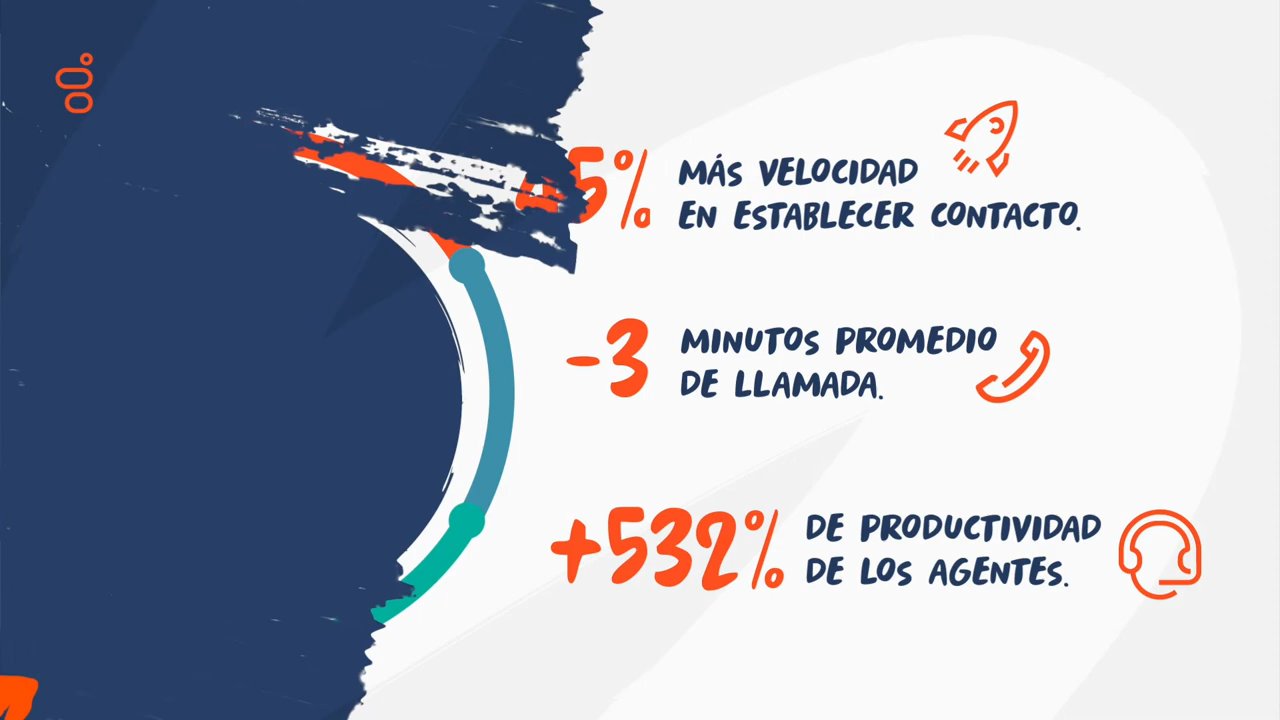 5%
MÁS VELOCIDAD
EN ESTABLECER CONTACTO.
-3
MINUTOS PROMEDIO
DE LLAMADA.
+532%
DE PRODUCTIVIDAD
DE LOS AGENTES.